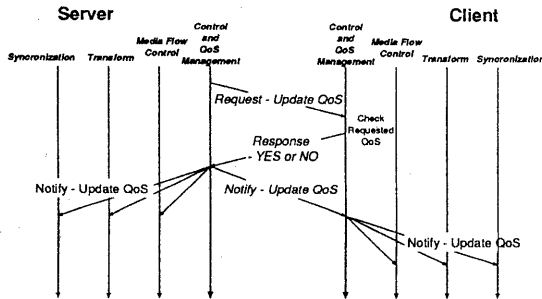 Server
Client
Control
and
QoS
Management
Media Flow
Control
Syncronization
Transform
Control
and
QoS
Management
Media Flow
Control
Transform
Syncronization
Request - Update QoS
Check
Requested
QoS
Response
- YES or NO
Notify - Update QoS
Notify - Update QoS
Notify - Update QoS